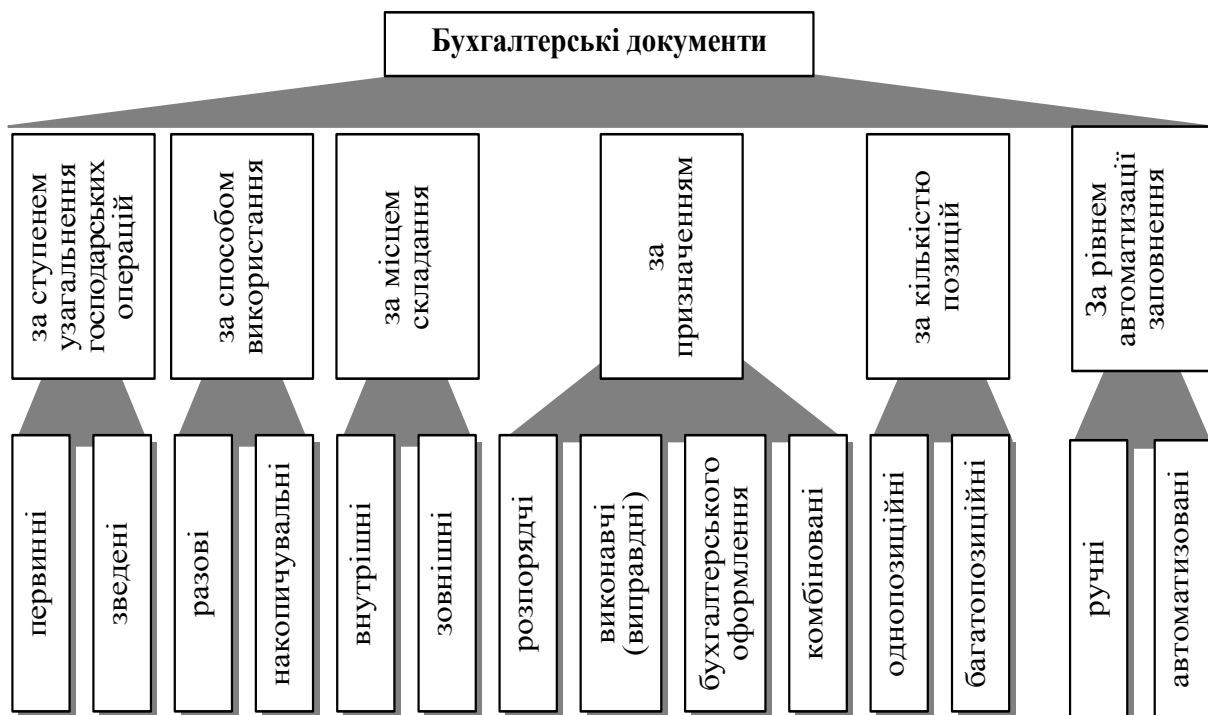 Бухгалтерські документи
за ступенем
узагальнення
господарських
операцій
за способом
використання
за місцем
складання
за
призначенням
за кількістю
позицій
За рівнем
автоматизації
заповнення
первинні
зведені
разові
накопичувальні
внутрішні
зовнішні
розпорядчі
виконавчі
(виправдні)
бухгалтерського
оформлення
комбіновані
однопозиційні
багатопозиційні
ручні
автоматизовані